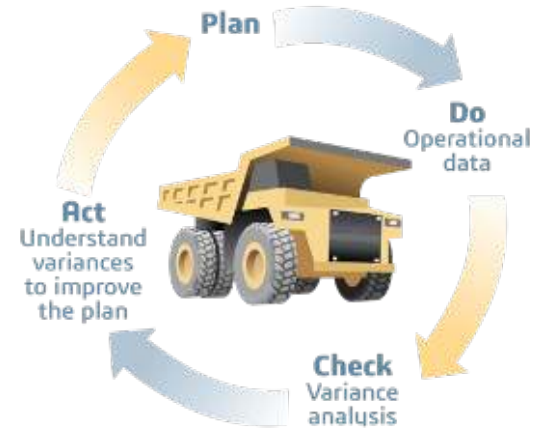 Plan
Do
Operational
data
Check
Variance
analysis
Act
Understand
variances
to improve
the plan